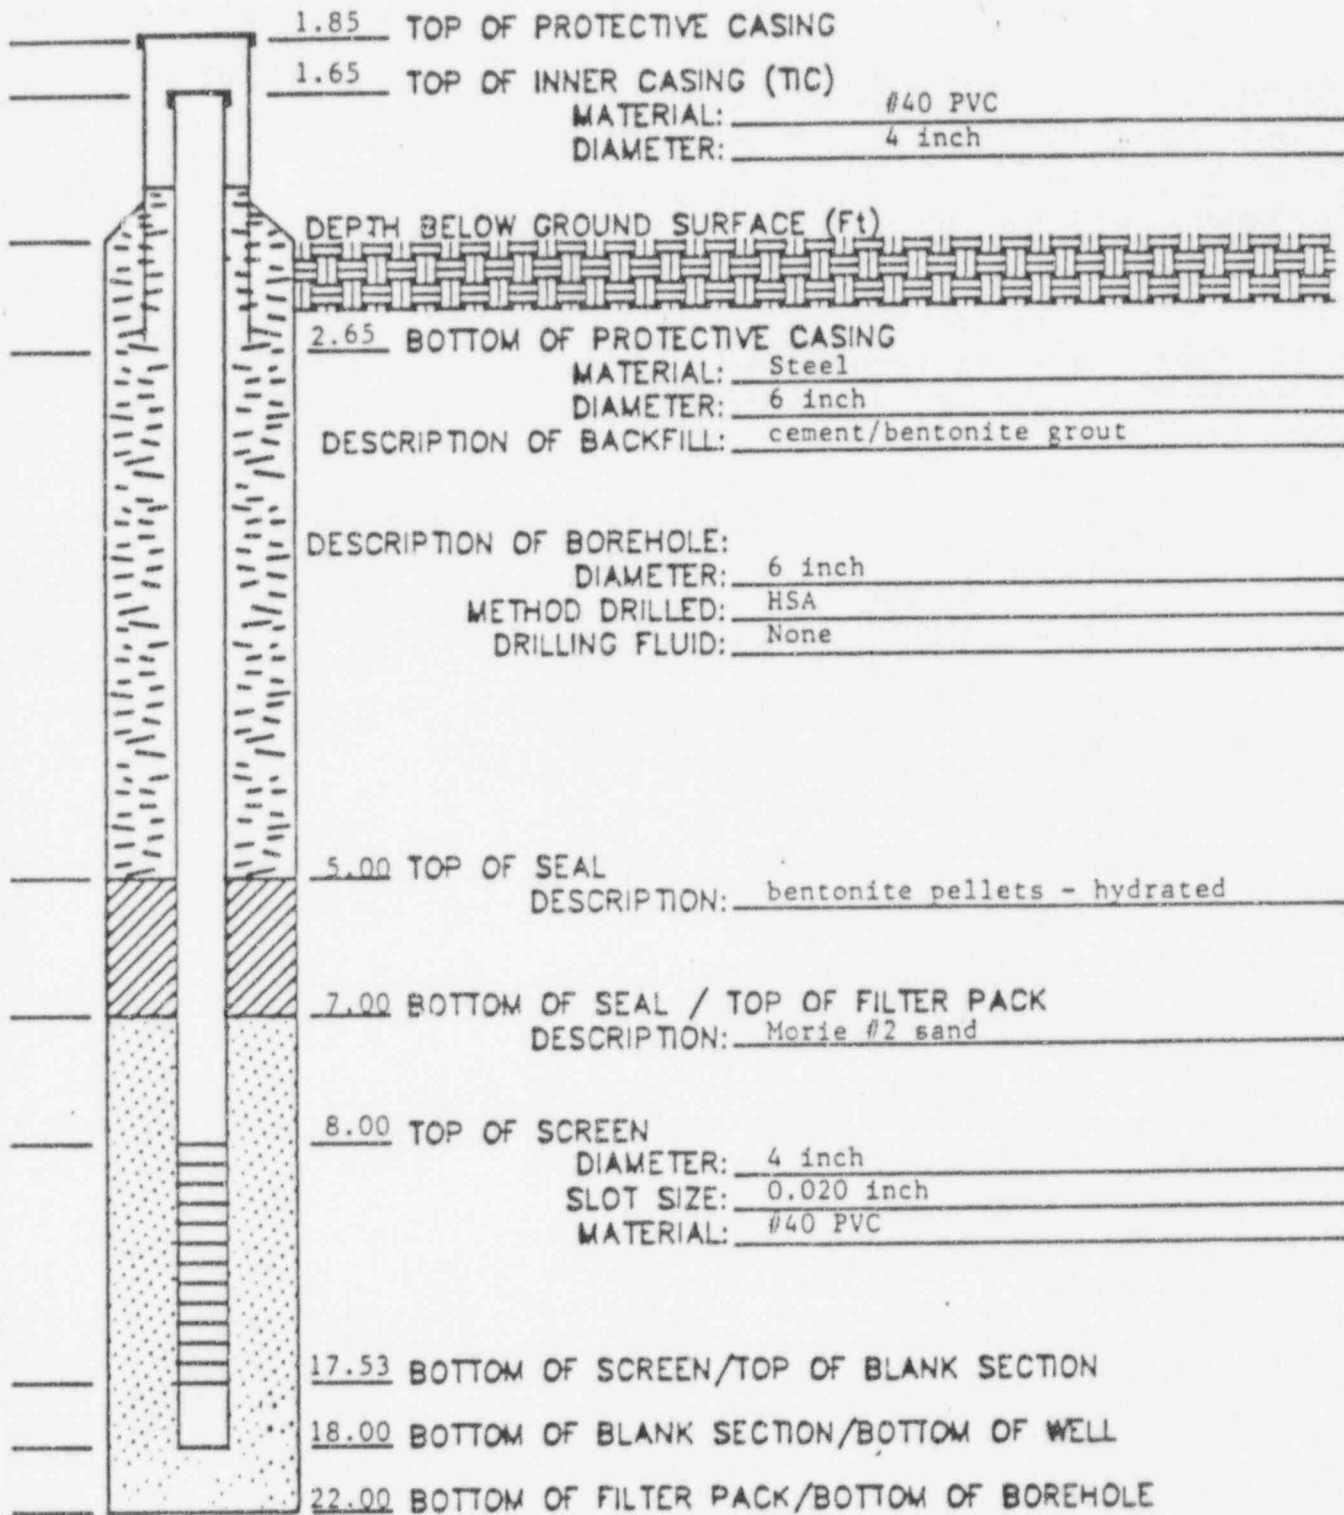 1.85 TOP OF PROTECTIVE CASING
1.65 TOP OF INNER CASING (TIC)
MATERIAL: #40 PVC
DIAMETER: 4 inch
DEPTH BELOW GROUND SURFACE (Ft)
2.65 BOTTOM OF PROTECTIVE CASING
MATERIAL: Steel
DIAMETER: 6 inch
DESCRIPTION OF BACKFILL: cement/bentonite grout
DESCRIPTION OF BOREHOLE:
DIAMETER: 6 inch
METHOD DRILLED: HSA
DRILLING FLUID: None
5.00 TOP OF SEAL
DESCRIPTION: bentonite pellets - hydrated
7.00 BOTTOM OF SEAL / TOP OF FILTER PACK
DESCRIPTION: Morie #2 sand
8.00 TOP OF SCREEN
DIAMETER: 4 inch
SLOT SIZE: 0.020 inch
MATERIAL: #40 PVC
17.53 BOTTOM OF SCREEN/TOP OF BLANK SECTION
18.00 BOTTOM OF BLANK SECTION/BOTTOM OF WELL
22.00 BOTTOM OF FILTER PACK/BOTTOM OF BOREHOLE